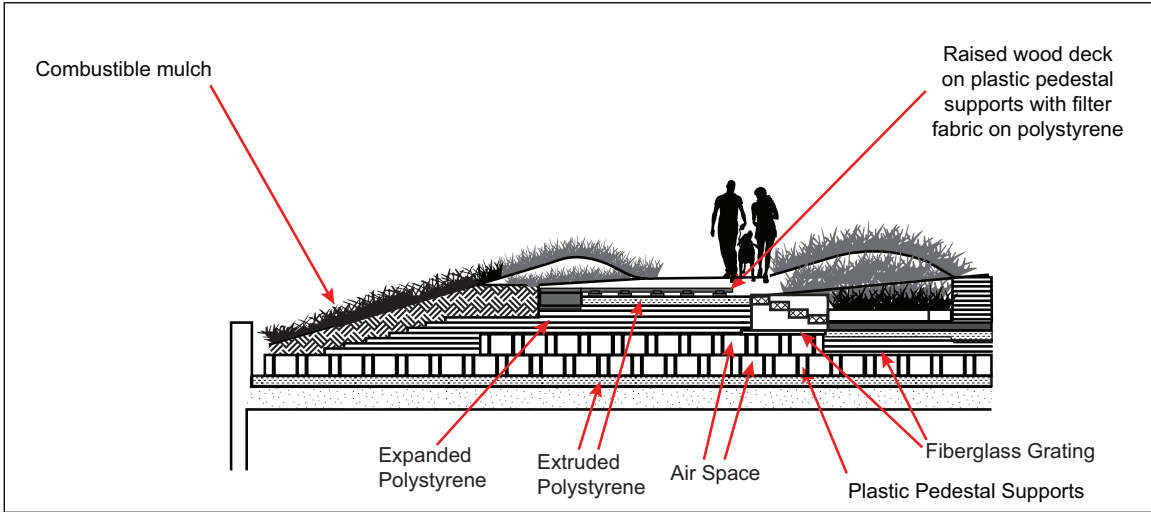 Combustible mulch
Raised wood deck
on plastic pedestal
supports with filter
fabric on polystyrene
Expanded
Polystyrene
Extruded
Polystyrene
Air Space
Fiberglass Grating
Plastic Pedestal Supports